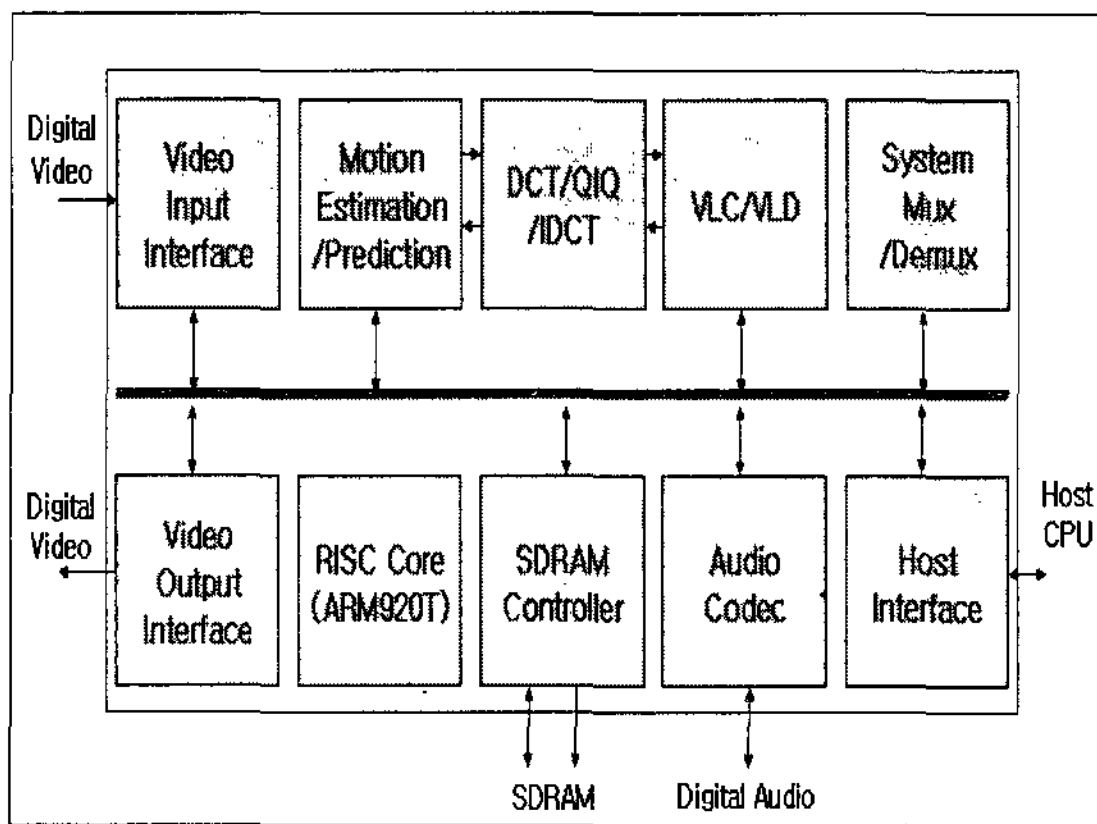 Digital
Video
Video
Input
Interface
Motion
Estimation
/Prediction
DCT/QIQ
/IDCT
VLC/VLD
System
Mux
/Demux
Digital
Video
Video
Output
Interface
RISC Core
(ARM920T)
SDRAM
Controller
Audio
Codec
Host
Interface
Host
CPU
SDRAM
Digital Audio